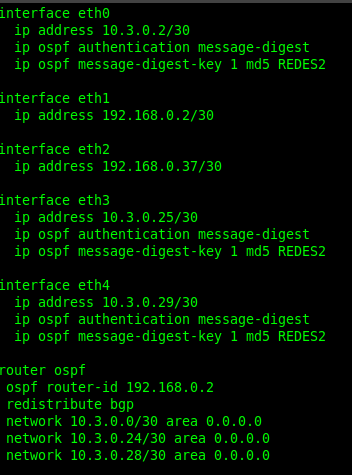 interface eth0
ip address 10.3.0.2/30
ip ospf authentication message-digest
ip ospf message-digest-key 1 md5 REDES2
interface eth1
ip address 192.168.0.2/30
interface eth2
ip address 192.168.0.37/30
interface eth3
ip address 10.3.0.25/30
ip ospf authentication message-digest
ip ospf message-digest-key 1 md5 REDES2
interface eth4
ip address 10.3.0.29/30
ip ospf authentication message-digest
ip ospf message-digest-key 1 md5 REDES2
router ospf
ospf router-id 192.168.0.2
redistribute bgp
network 10.3.0.0/30 area 0.0.0.0
network 10.3.0.24/30 area 0.0.0.0
network 10.3.0.28/30 area 0.0.0.0